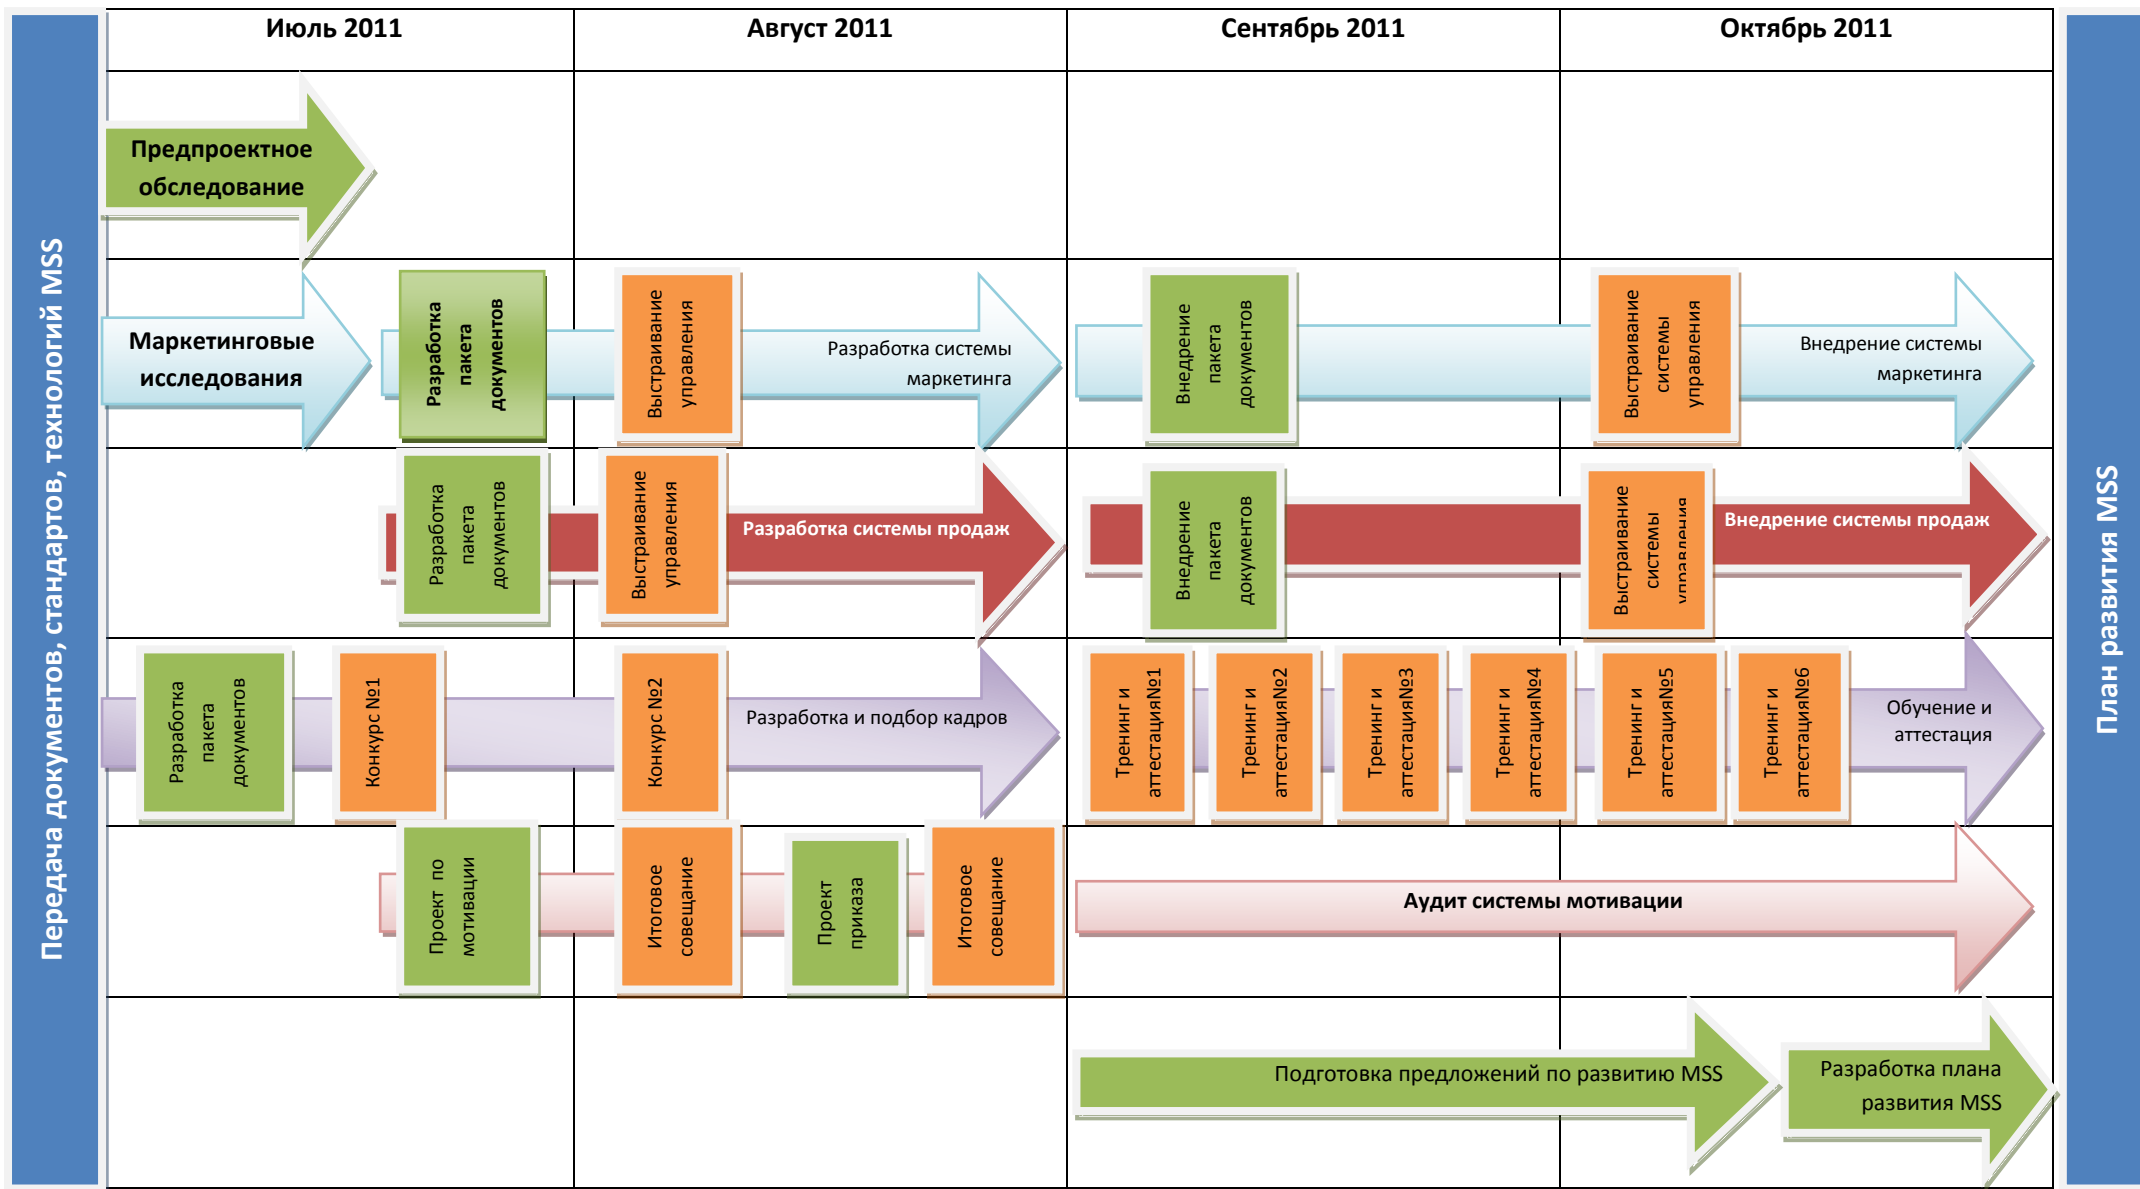 Передача документов, стандартов, технологий MSS
Июль 2011
Август 2011
Сентябрь 2011
Октябрь 2011
План развития MSS
Предпроектное
обследование
Маркетинговые
исследования
Разработка
пакета
документов
Выстраивание
управления
Разработка системы
маркетинга
Внедрение
пакета
документов
Выстраивание
системы
управления
Внедрение системы
маркетинга
Разработка
пакета
документов
Выстраивание
управления
Разработка системы продаж
Внедрение
пакета
документов
Выстраивание
системы
управления
Внедрение системы продаж
Разработка
пакета
документов
Конкурс №1
Конкурс №2
Разработка и подбор кадров
Тренинг и
аттестация№1
Тренинг и
аттестация№2
Тренинг и
аттестация№3
Тренинг и
аттестация№4
Тренинг и
аттестация№5
Тренинг и
аттестация№6
Обучение и
аттестация
Проект по
мотивации
Итоговое
совещание
Проект
приказа
Итоговое
совещание
Аудит системы мотивации
Подготовка предложений по развитию MSS
Разработка плана
развития MSS